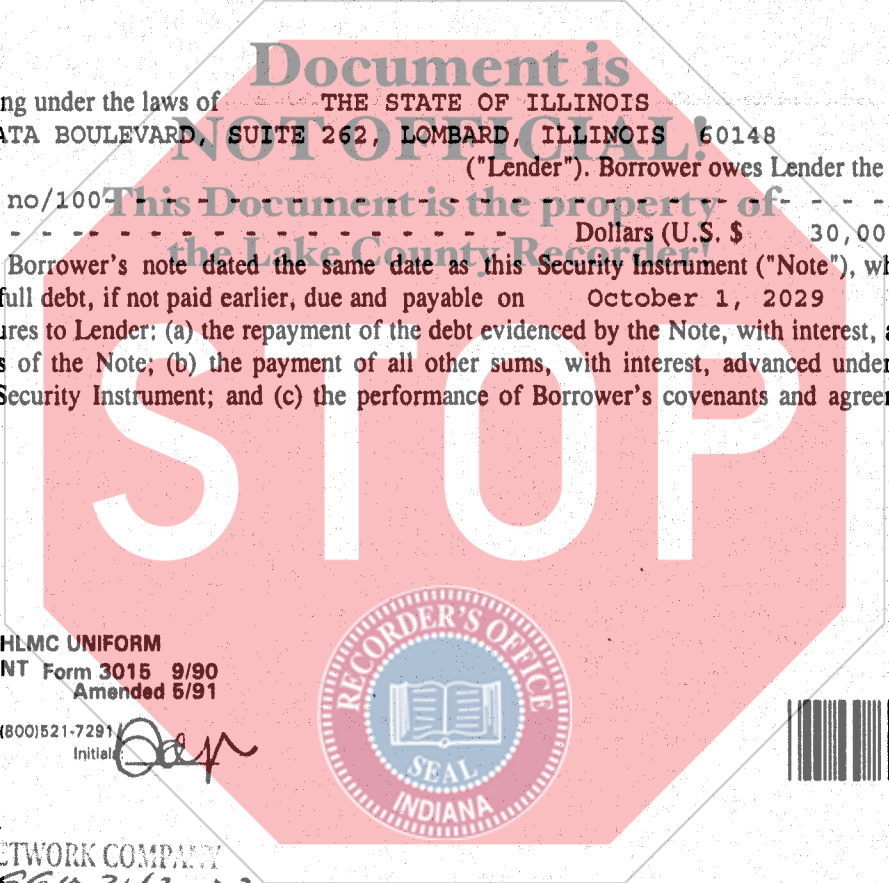 Document is
ng under the laws of THE STATE OF ILLINOIS
ATA BOULEVARD, SUITE 262, LOMBARD, ILLINOIS 60148
NOT OFFICIAL!
("Lender"). Borrower owes Lender the
no/100 - - - - - - - - - - - - - - - - - - - - - - - - - - - -
This Document is the property of
- - - - - - - - - - - - - - - - - Dollars (U.S. $ 30,00
the Lake County Recorder!
Borrower's note dated the same date as this Security Instrument ("Note"), wh
full debt, if not paid earlier, due and payable on October 1, 2029
ures to Lender: (a) the repayment of the debt evidenced by the Note, with interest, a
s of the Note; (b) the payment of all other sums, with interest, advanced under
Security Instrument; and (c) the performance of Borrower's covenants and agreer
STOP
HLMC UNIFORM
NT Form 3015 9/90
Amended 5/91
(800)521-7291
Initials:
RECORDER'S OFFICE
SEAL
INDIANA
ETWORK COMPANY